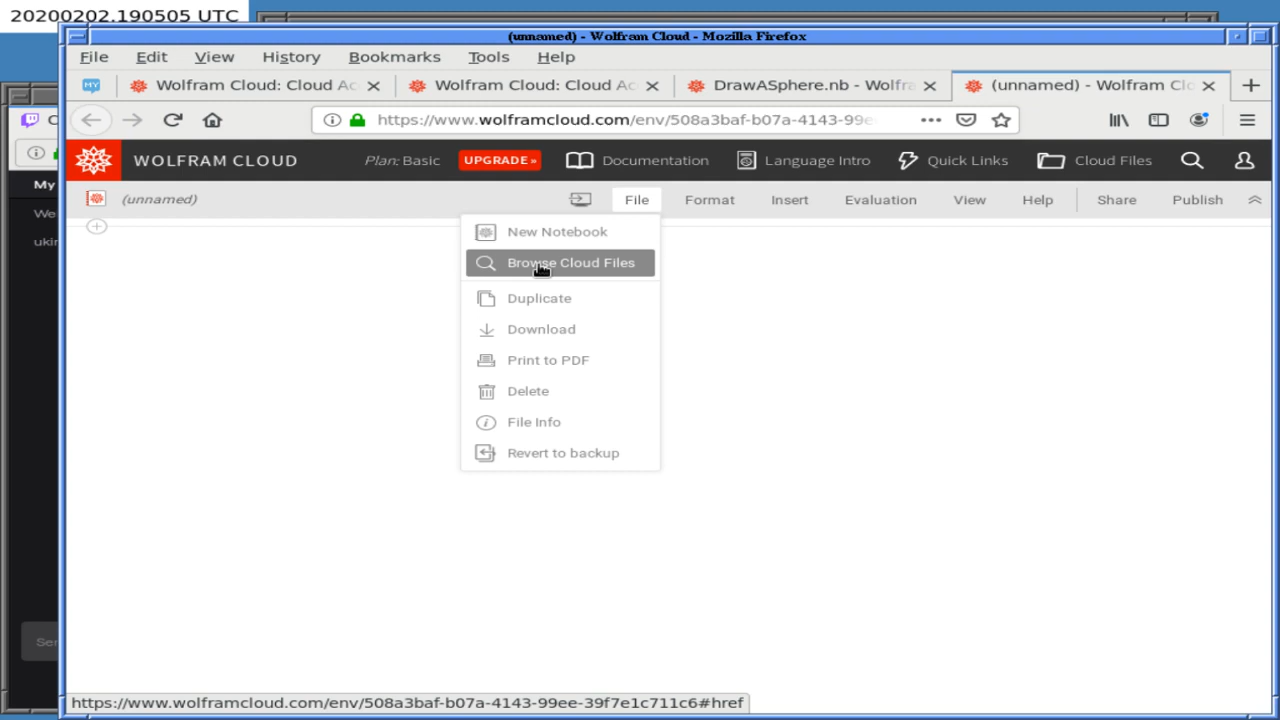 20200202.190505 UTC
(unnamed) - Wolfram Cloud - Mozilla Firefox
File Edit View History Bookmarks Tools Help
MY Wolfram Cloud: Cloud Ac Wolfram Cloud: Cloud Ac DrawASphere.nb - Wolfra (unnamed) - Wolfram Clo
https://www.wolframcloud.com/env/508a3baf-b07a-4143-99e
WOLFRAM CLOUD Plan: Basic UPGRADE » Documentation Language Intro Quick Links Cloud Files
My
(unnamed) File Format Insert Evaluation View Help Share Publish
We
New Notebook
Browse Cloud Files
Duplicate
Download
Print to PDF
Delete
File Info
Revert to backup
Ser
https://www.wolframcloud.com/env/508a3baf-b07a-4143-99ee-39f7e1c711c6#href